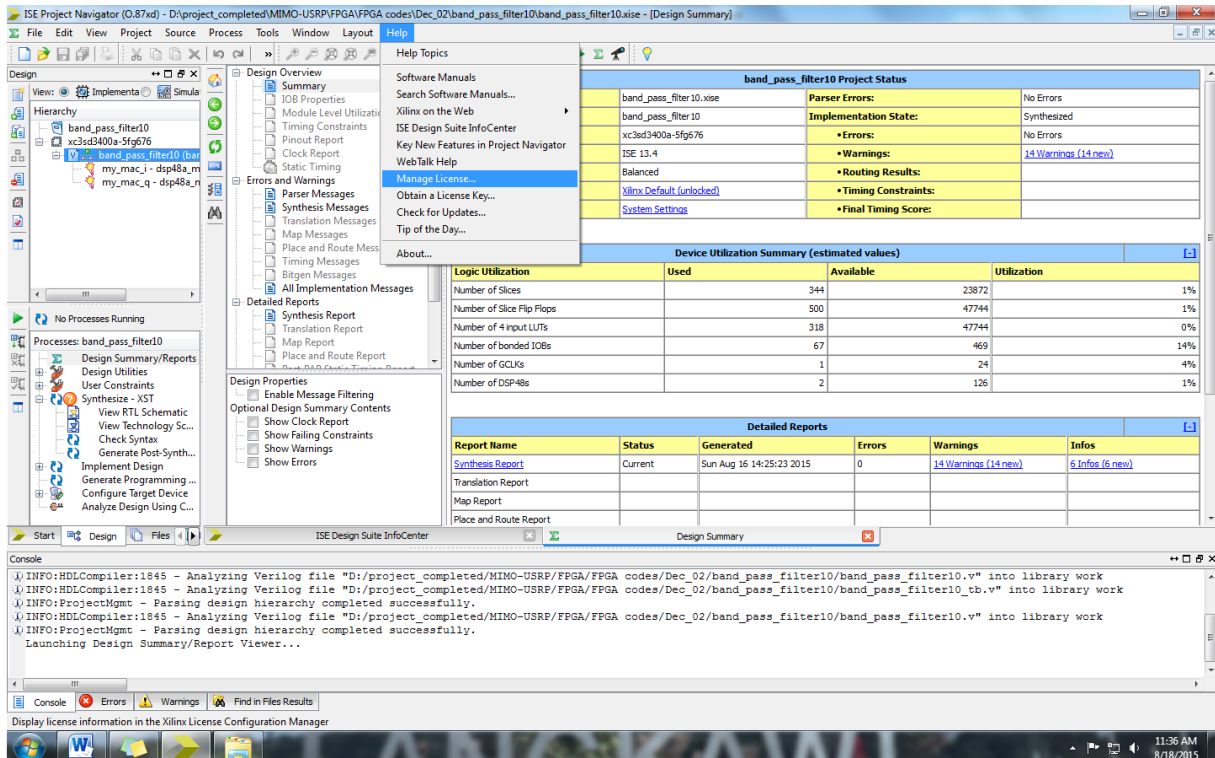 ISE Project Navigator (O.87xd) - D:\project_completed\MIMO-USRP\FPGA\FPGA codes\Dec_02\band_pass_filter10\band_pass_filter10.xise - [Design Summary]
File Edit View Project Source Process Tools Window Layout Help
Design
View: Implementa Simula
Hierarchy
band_pass_filter10
xc3sd3400a-5fg676
band_pass_filter10 (bar
my_mac_i - dsp48a_m
my_mac_q - dsp48a_n
No Processes Running
Processes: band_pass_filter10
Design Summary/Reports
Design Utilities
User Constraints
Synthesize - XST
View RTL Schematic
View Technology Sc...
Check Syntax
Generate Post-Synth...
Implement Design
Generate Programming ...
Configure Target Device
Analyze Design Using C...
Start Design Files
Design Overview
Summary
IOB Properties
Module Level Utilizatio
Timing Constraints
Pinout Report
Clock Report
Static Timing
Errors and Warnings
Parser Messages
Synthesis Messages
Translation Messages
Map Messages
Place and Route Mess
Timing Messages
Bitgen Messages
All Implementation Messages
Detailed Reports
Synthesis Report
Translation Report
Map Report
Place and Route Report
Design Properties
Enable Message Filtering
Optional Design Summary Contents
Show Clock Report
Show Failing Constraints
Show Warnings
Show Errors
Help Topics
Software Manuals
Search Software Manuals...
Xilinx on the Web
ISE Design Suite InfoCenter
Key New Features in Project Navigator
WebTalk Help
Manage License...
Obtain a License Key...
Check for Updates...
Tip of the Day...
About...
band_pass_filter10 Project Status
band_pass_filter10.xise Parser Errors: No Errors
band_pass_filter10 Implementation State: Synthesized
xc3sd3400a-5fg676 •Errors: No Errors
ISE 13.4 •Warnings: 14 Warnings (14 new)
Balanced •Routing Results:
Xilinx Default (unlocked) •Timing Constraints:
System Settings •Final Timing Score:
Device Utilization Summary (estimated values) [-]
Logic Utilization Used Available Utilization
Number of Slices 344 23872 1%
Number of Slice Flip Flops 500 47744 1%
Number of 4 input LUTs 318 47744 0%
Number of bonded IOBs 67 469 14%
Number of GCLKs 1 24 4%
Number of DSP48s 2 126 1%
Detailed Reports [-]
Report Name Status Generated Errors Warnings Infos
Synthesis Report Current Sun Aug 16 14:25:23 2015 0 14 Warnings (14 new) 6 Infos (6 new)
Translation Report
Map Report
Place and Route Report
ISE Design Suite InfoCenter Design Summary
Console
INFO:HDLCompiler:1845 - Analyzing Verilog file "D:/project_completed/MIMO-USRP/FPGA/FPGA codes/Dec_02/band_pass_filter10/band_pass_filter10.v" into library work
INFO:HDLCompiler:1845 - Analyzing Verilog file "D:/project_completed/MIMO-USRP/FPGA/FPGA codes/Dec_02/band_pass_filter10/band_pass_filter10_tb.v" into library work
INFO:ProjectMgmt - Parsing design hierarchy completed successfully.
INFO:HDLCompiler:1845 - Analyzing Verilog file "D:/project_completed/MIMO-USRP/FPGA/FPGA codes/Dec_02/band_pass_filter10/band_pass_filter10.v" into library work
INFO:ProjectMgmt - Parsing design hierarchy completed successfully.
Launching Design Summary/Report Viewer...
Console Errors Warnings Find in Files Results
Display license information in the Xilinx License Configuration Manager
11:36 AM
8/18/2015